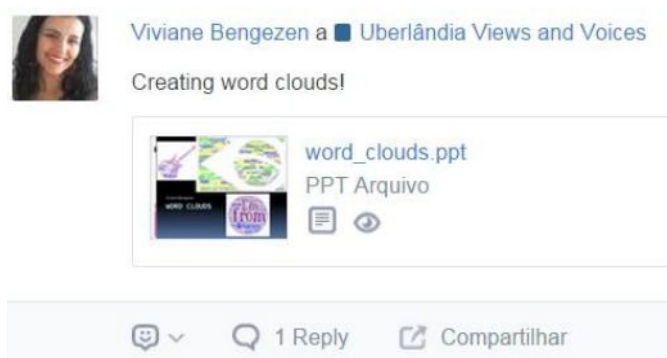 Viviane Bengezen a Uberlândia Views and Voices
Creating word clouds!
word_clouds.ppt
PPT Arquivo
WORD CLOUDS
I'm
from
1 Reply
Compartilhar